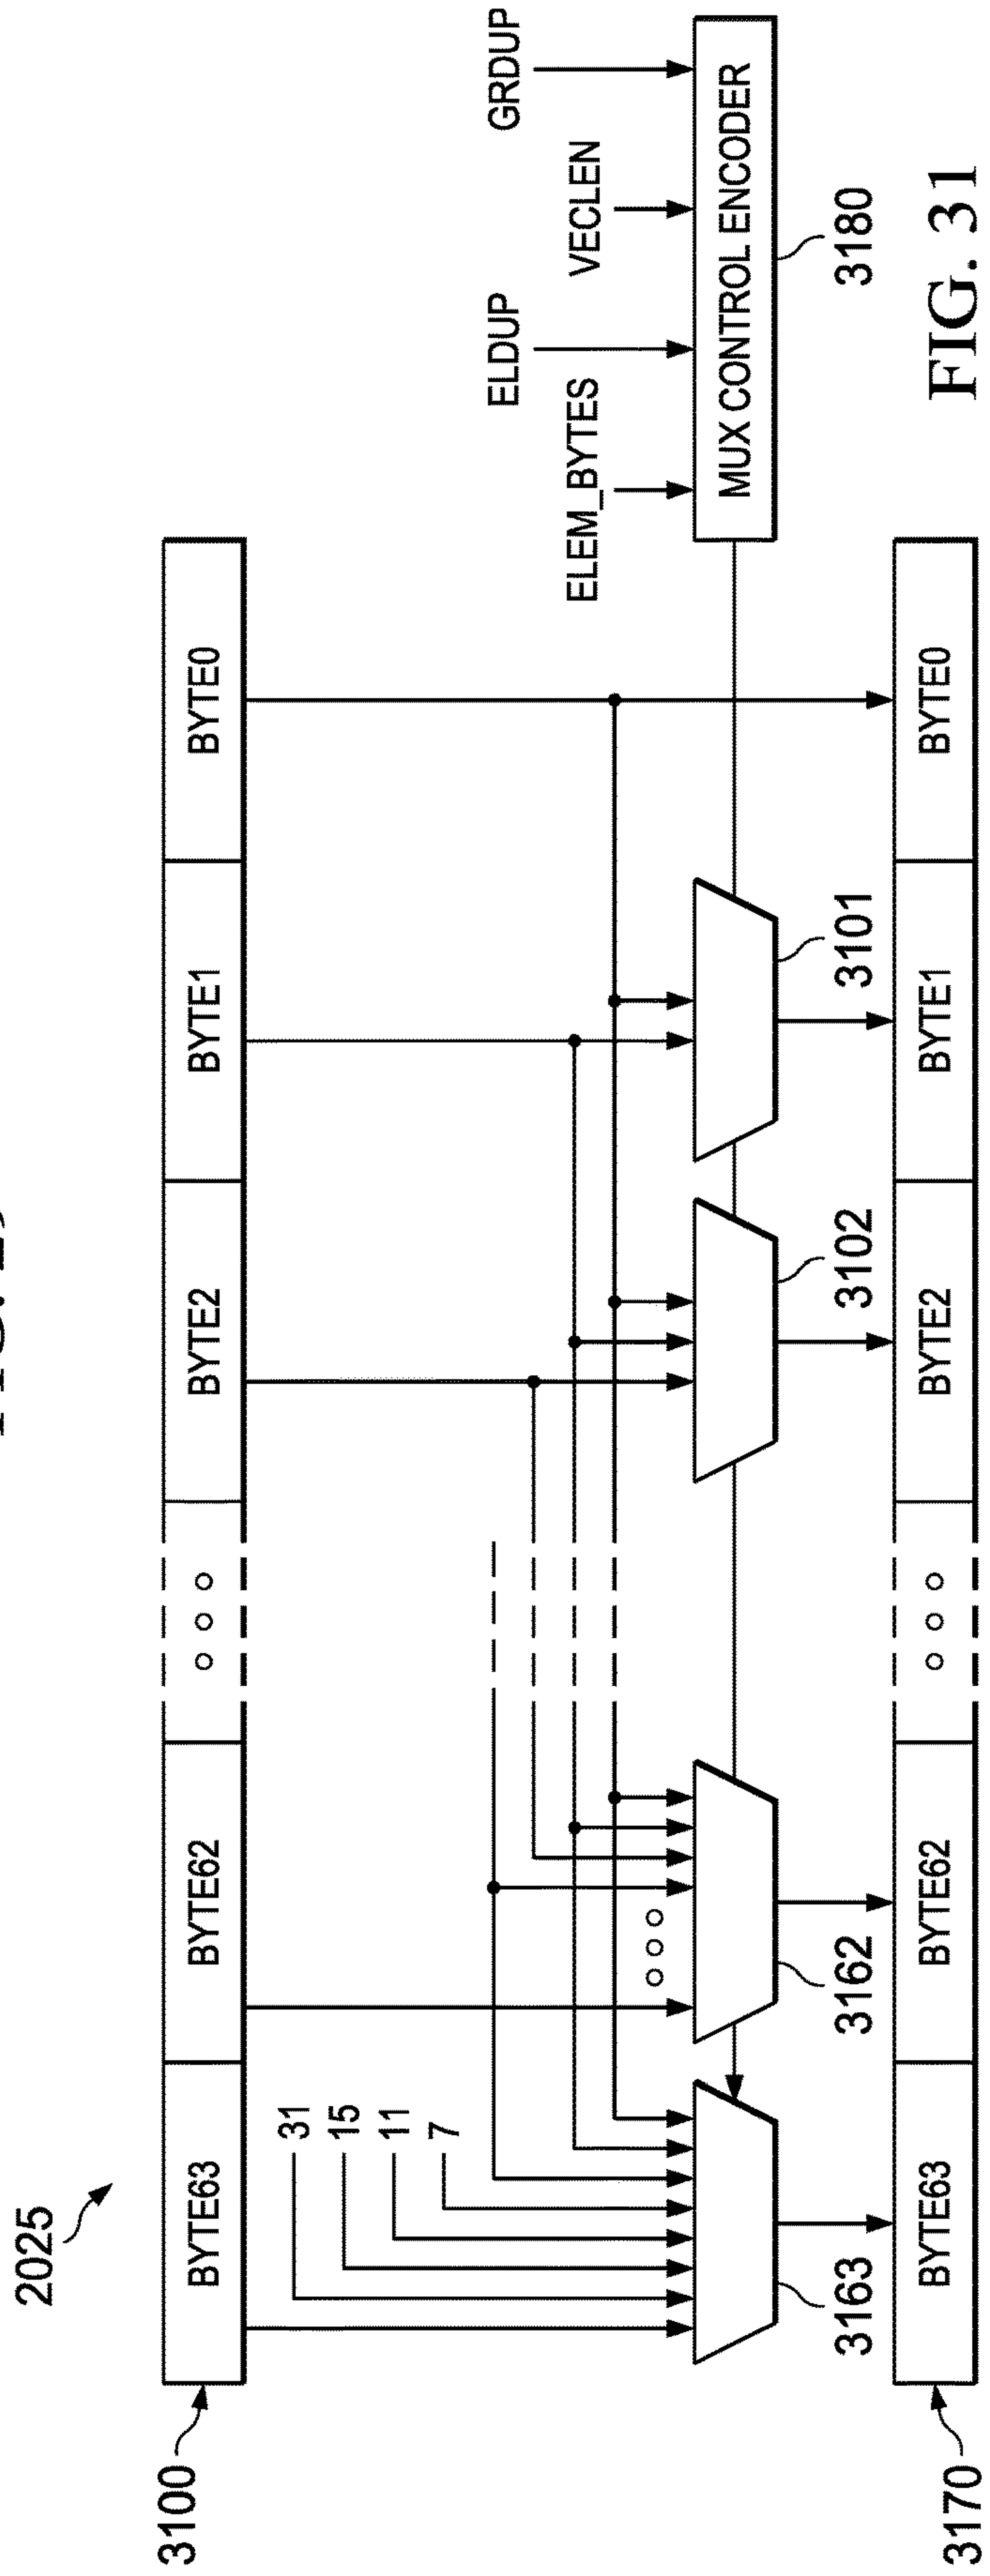 2025
3100
BYTE63
BYTE62
BYTE2
BYTE1
BYTE0
31
15
11
7
GRDUP
VECLEN
ELDUP
ELEM_BYTES
MUX CONTROL ENCODER
3180
3163
3162
3102
3101
3170
BYTE63
BYTE62
BYTE2
BYTE1
BYTE0
FIG. 31